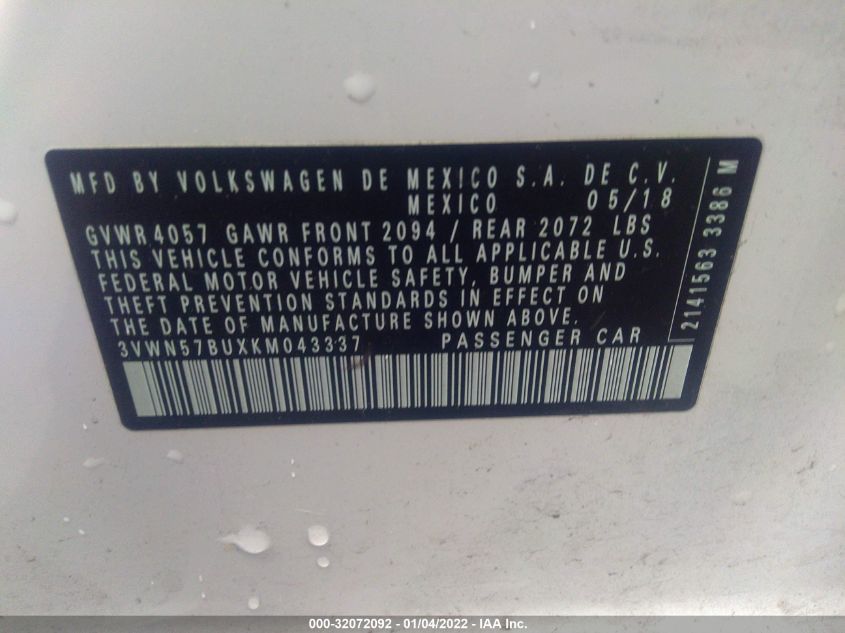 MFD BY VOLKSWAGEN DE MEXICO S.A. DE C.V.
MEXICO 05/18
GVWR 4057 GAWR FRONT 2094 / REAR 2072 LBS
THIS VEHICLE CONFORMS TO ALL APPLICABLE U.S.
FEDERAL MOTOR VEHICLE SAFETY, BUMPER AND
THEFT PREVENTION STANDARDS IN EFFECT ON
THE DATE OF MANUFACTURE SHOWN ABOVE.
3VWN57BUXKM043337 PASSENGER CAR
2141563 3386 M
000-32072092 - 01/04/2022 - IAA Inc.